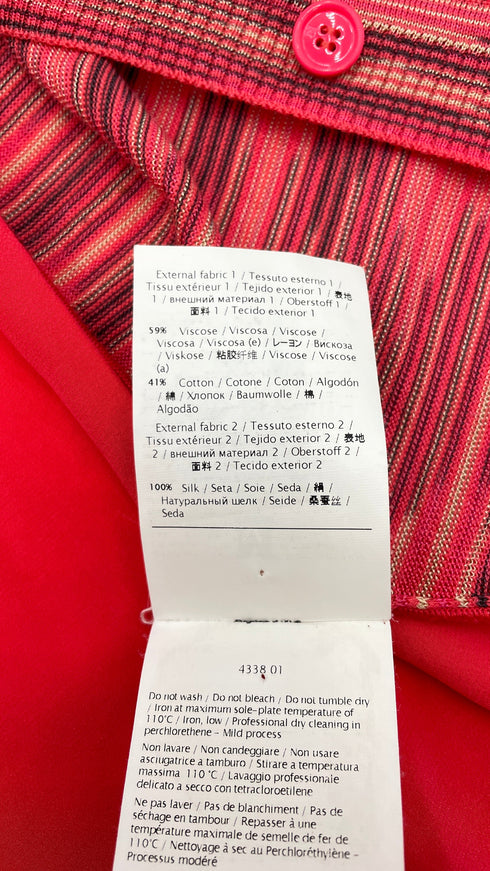 External fabric 1 / Tessuto esterno 1 /
Tissu extérieur 1 / Tejido exterior 1 / 表地
1 / внешний материал 1 / Oberstoff 1 /
面料 1 / Tecido exterior 1
59% Viscose / Viscosa / Viscose /
Viscosa / Viscosa (e) / レーヨン / Вискоза
/ Viskose / 粘胶纤维 / Viscose / Viscose
(a)
41% Cotton / Cotone / Coton / Algodón
/ 綿 / Хлопок / Baumwolle / 棉 /
Algodão
External fabric 2 / Tessuto esterno 2 /
Tissu extérieur 2 / Tejido exterior 2 / 表地
2 / внешний материал 2 / Oberstoff 2 /
面料 2 / Tecido exterior 2
100% Silk / Seta / Soie / Seda / 絹 /
Натуральный шелк / Seide / 桑蚕丝 /
Seda
4338 01
Do not wash / Do not bleach / Do not tumble dry
/ Iron at maximum sole-plate temperature of
110°C / Iron, low / Professional dry cleaning in
perchlorethene - Mild process
Non lavare / Non candeggiare / Non usare
asciugatrice a tamburo / Stirare a temperatura
massima 110°C / Lavaggio professionale
delicato a secco con tetracloroetilene
Ne pas laver / Pas de blanchiment / Pas de
séchage en tambour / Repasser à une
température maximale de semelle de fer de
110°C / Nettoyage à sec au Perchloréthylène -
Processus modéré